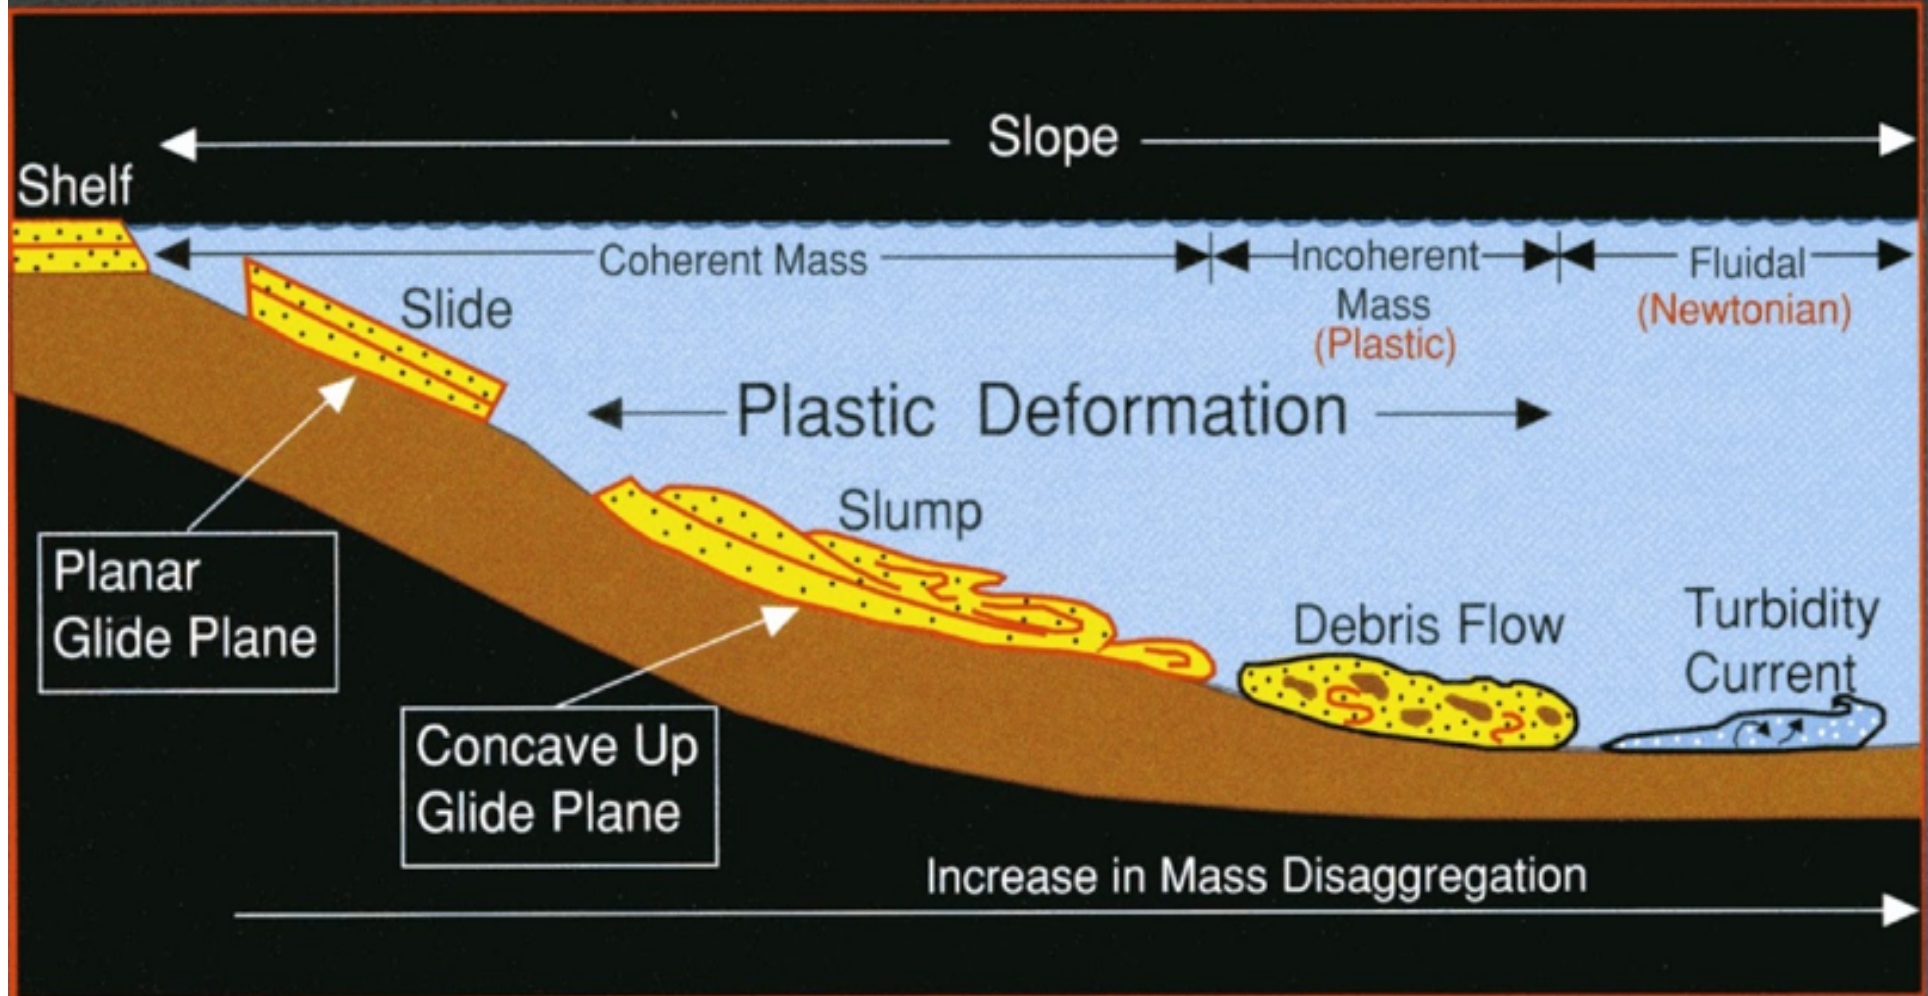 Slope
Shelf
Coherent Mass
Incoherent
Mass
(Plastic)
Fluidal
(Newtonian)
Slide
Plastic Deformation
Slump
Planar
Glide Plane
Debris Flow
Turbidity
Current
Concave Up
Glide Plane
Increase in Mass Disaggregation